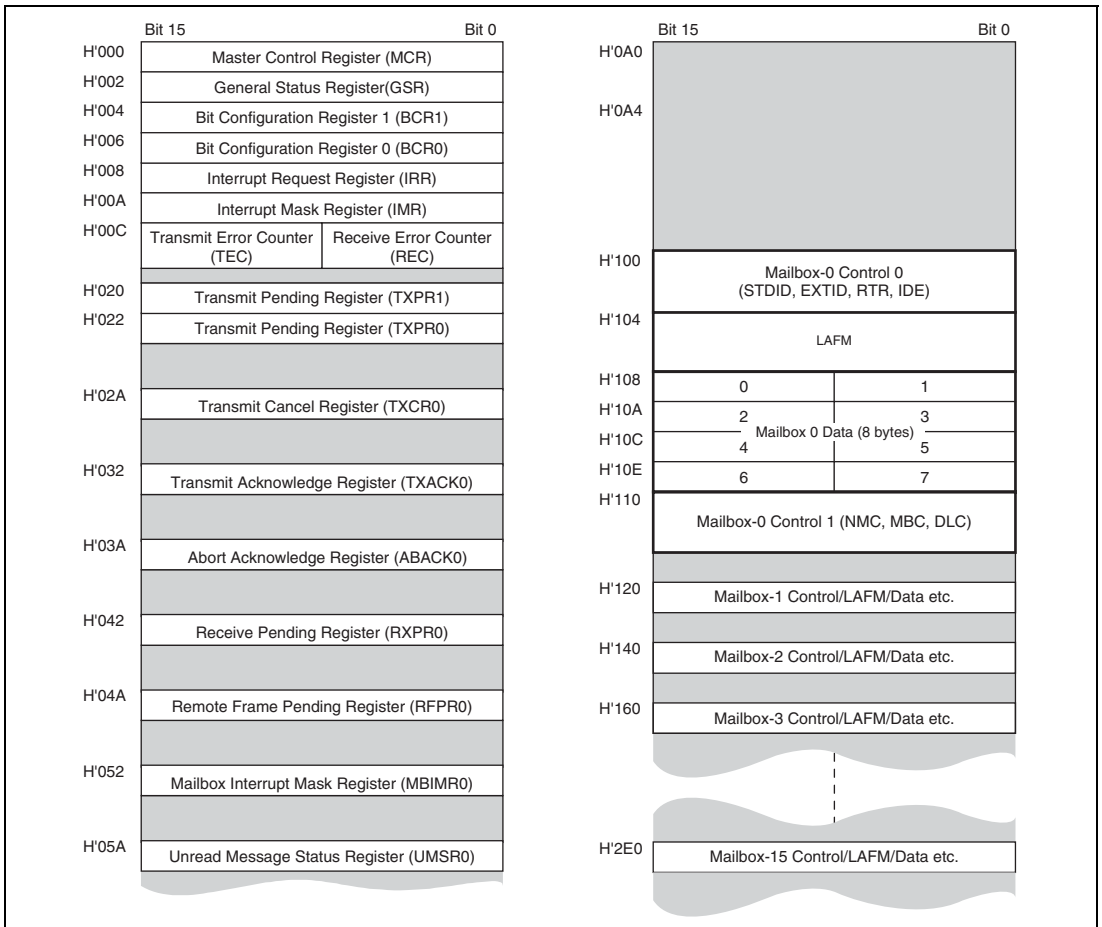 Bit 15 Bit 0
H'000 Master Control Register (MCR)
H'002 General Status Register(GSR)
H'004 Bit Configuration Register 1 (BCR1)
H'006 Bit Configuration Register 0 (BCR0)
H'008 Interrupt Request Register (IRR)
H'00A Interrupt Mask Register (IMR)
H'00C Transmit Error Counter (TEC) Receive Error Counter (REC)
H'020 Transmit Pending Register (TXPR1)
H'022 Transmit Pending Register (TXPR0)
H'02A Transmit Cancel Register (TXCR0)
H'032 Transmit Acknowledge Register (TXACK0)
H'03A Abort Acknowledge Register (ABACK0)
H'042 Receive Pending Register (RXPR0)
H'04A Remote Frame Pending Register (RFPR0)
H'052 Mailbox Interrupt Mask Register (MBIMR0)
H'05A Unread Message Status Register (UMSR0)
Bit 15 Bit 0
H'0A0
H'0A4
H'100 Mailbox-0 Control 0
(STDID, EXTID, RTR, IDE)
H'104 LAFM
H'108 0 1
H'10A 2 3
Mailbox 0 Data (8 bytes)
H'10C 4 5
H'10E 6 7
H'110 Mailbox-0 Control 1 (NMC, MBC, DLC)
H'120 Mailbox-1 Control/LAFM/Data etc.
H'140 Mailbox-2 Control/LAFM/Data etc.
H'160 Mailbox-3 Control/LAFM/Data etc.
H'2E0 Mailbox-15 Control/LAFM/Data etc.